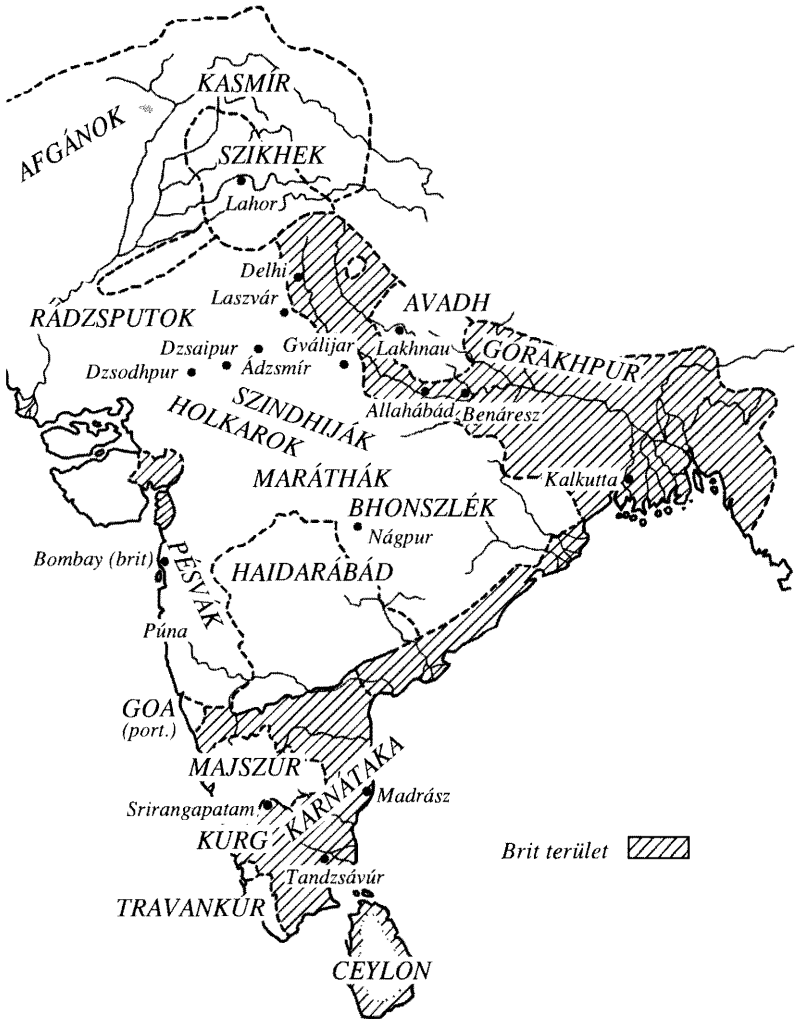 KASMÍR
AFGÁNOK
SZIKHEK
Lahor
Delhi
AVADH
Laszvár
RÁDZSPUTOK
Dzsaipur
Gválijar
Lakhnau
GÓRAKHPUR
Dzsodhpur
Ádzsmír
SZINDHIJÁK
Allahábád
Benáresz
HOLKAROK
MARÁTHÁK
Kalkutta
BHONSZLÉK
Nágpur
Bombay (brit)
PÉSVÁK
HAIDARÁBÁD
Púna
GOA
(port.)
MAJSZÚR
KARNÁTAKA
Srirangapatam
Madrász
KURG
Brit terület
Tandzsávúr
TRAVANKÚR
CEYLON